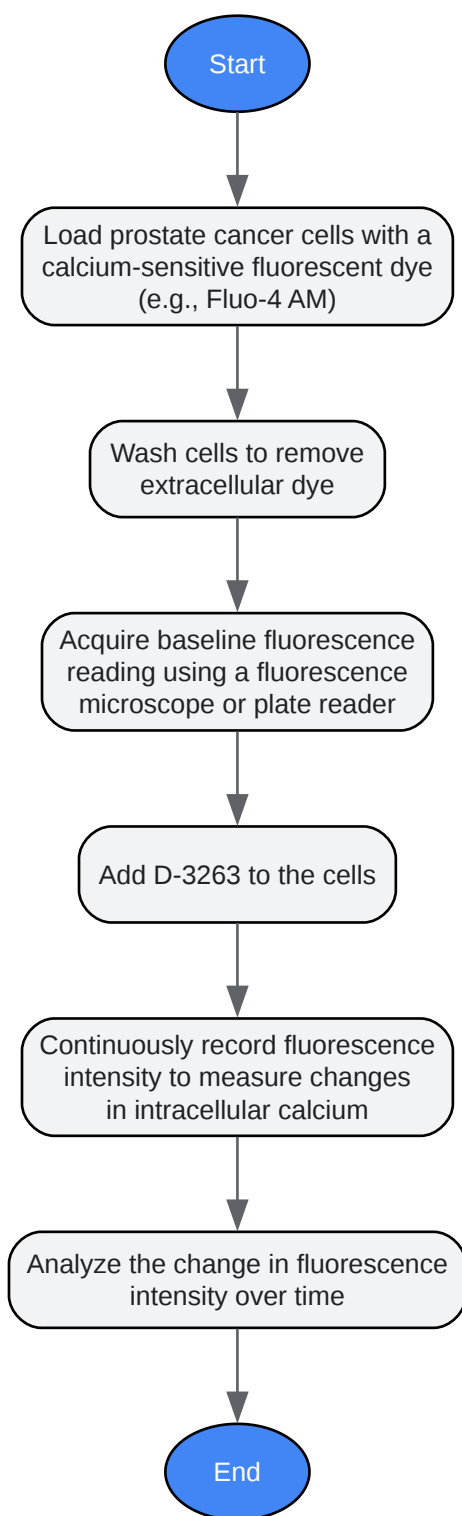 Start
Load prostate cancer cells with a
calcium-sensitive fluorescent dye
(e.g., Fluo-4 AM)
Wash cells to remove
extracellular dye
Acquire baseline fluorescence
reading using a fluorescence
microscope or plate reader
Add D-3263 to the cells
Continuously record fluorescence
intensity to measure changes
in intracellular calcium
Analyze the change in fluorescence
intensity over time
End